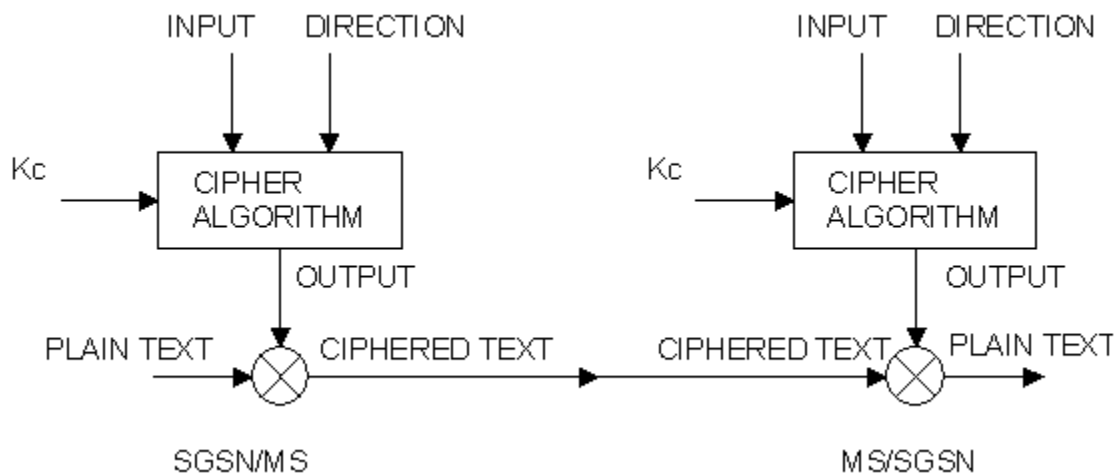 INPUT DIRECTION
INPUT DIRECTION
Kc
CIPHER
ALGORITHM
Kc
CIPHER
ALGORITHM
OUTPUT
OUTPUT
PLAIN TEXT
CIPHERED TEXT
CIPHERED TEXT
PLAIN TEXT
SGSN/MS
MS/SGSN